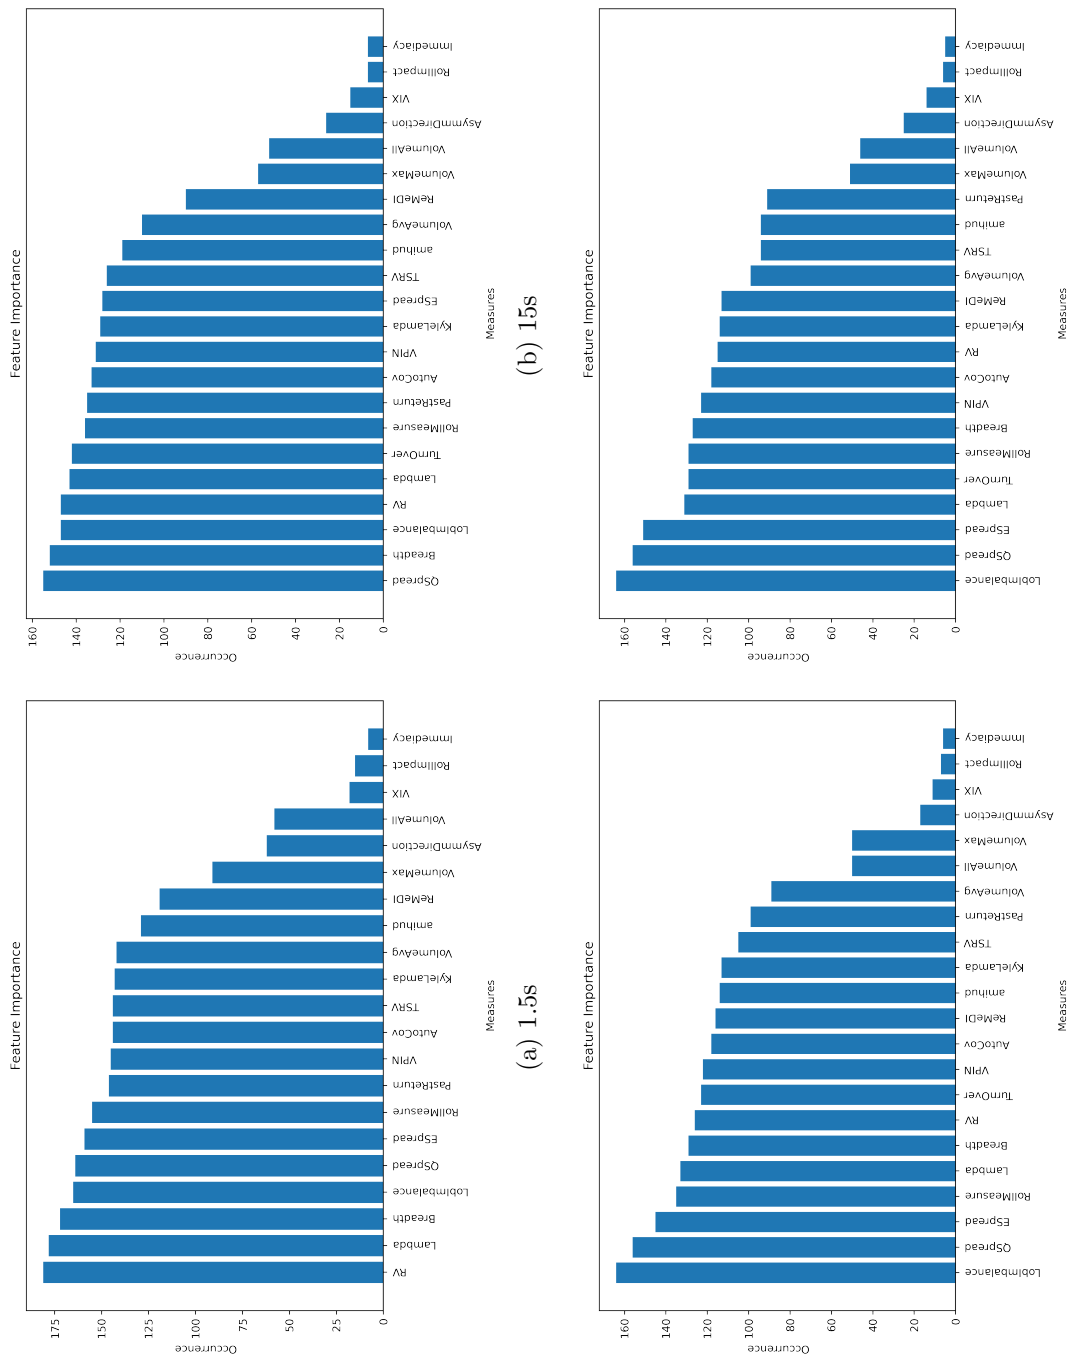 Feature Importance
175
150
125
100
75
50
25
0
Occurrence
RV
Lambda
Breadth
LobImbalance
QSpread
ESpread
RollMeasure
PastReturn
VPIN
AutoCov
TSRV
KyleLamda
VolumeAvg
amihud
ReMeDI
VolumeMax
AsymmDirection
VolumeAll
VIX
RollImpact
Immediacy
Measures
(a) 1.5s
Feature Importance
160
140
120
100
80
60
40
20
0
Occurrence
QSpread
Breadth
LobImbalance
RV
Lambda
TurnOver
RollMeasure
PastReturn
AutoCov
VPIN
KyleLamda
ESpread
TSRV
amihud
VolumeAvg
ReMeDI
VolumeMax
VolumeAll
AsymmDirection
VIX
RollImpact
Immediacy
Measures
(b) 15s
Feature Importance
160
140
120
100
80
60
40
20
0
Occurrence
LobImbalance
QSpread
ESpread
RollMeasure
Lambda
Breadth
RV
TurnOver
VPIN
AutoCov
ReMeDI
amihud
KyleLamda
TSRV
PastReturn
VolumeAvg
VolumeAll
VolumeMax
AsymmDirection
VIX
RollImpact
Immediacy
Measures
Feature Importance
160
140
120
100
80
60
40
20
0
Occurrence
LobImbalance
QSpread
ESpread
Lambda
TurnOver
RollMeasure
Breadth
VPIN
AutoCov
RV
KyleLamda
ReMeDI
VolumeAvg
TSRV
amihud
PastReturn
VolumeMax
VolumeAll
AsymmDirection
VIX
RollImpact
Immediacy
Measures